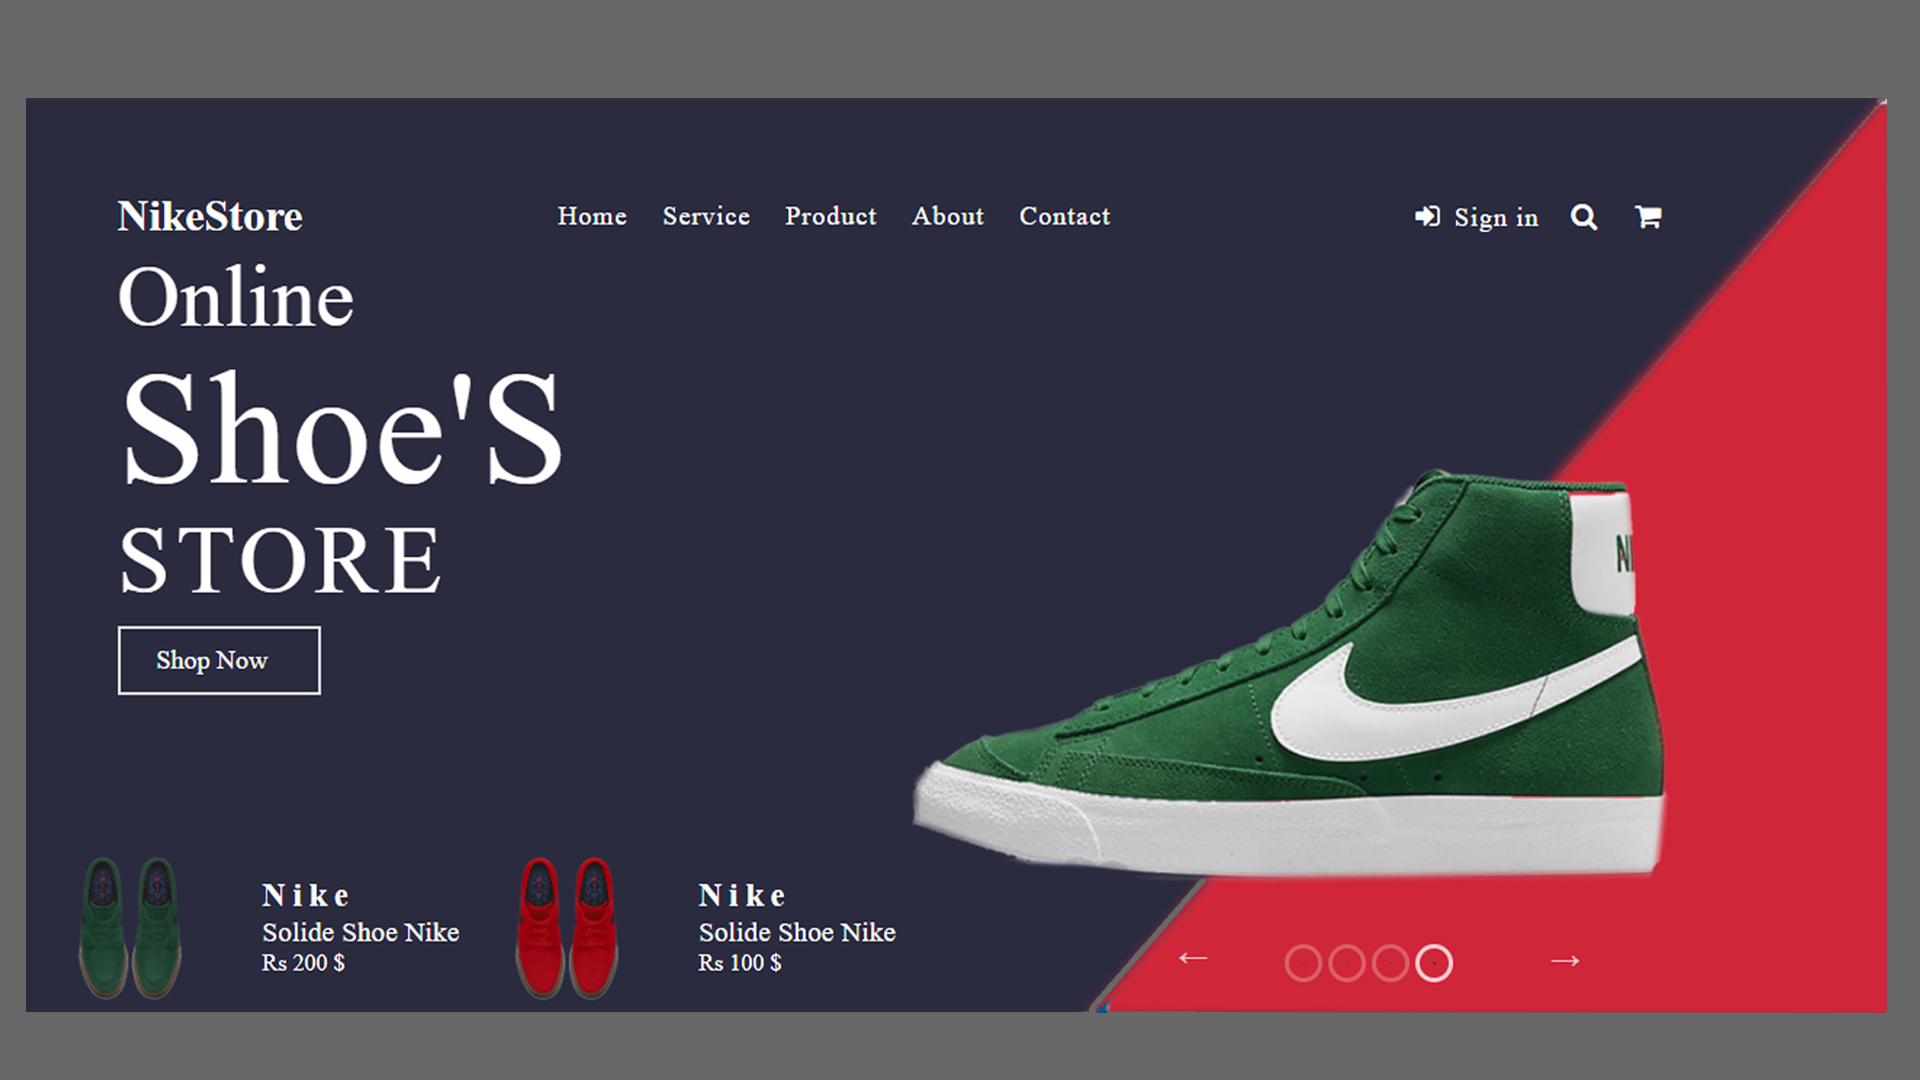 NikeStore Home Service Product About Contact Sign in
Online
Shoe'S
STORE
Shop Now
Nike
Solide Shoe Nike
Rs 200 $
Nike
Solide Shoe Nike
Rs 100 $